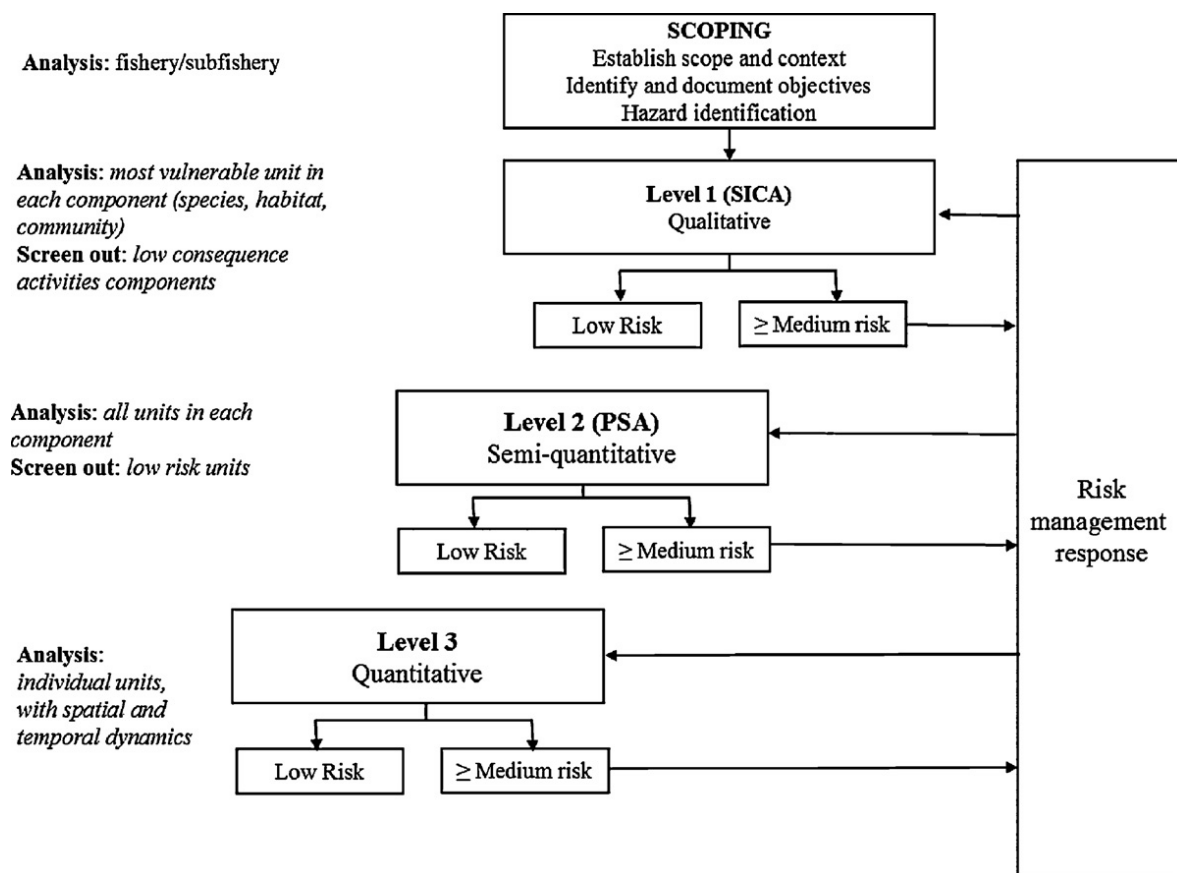 SCOPING
Establish scope and context
Identify and document objectives
Hazard identification
Analysis: fishery/subfishery
Analysis: most vulnerable unit in
each component (species, habitat,
community)
Screen out: low consequence
activities components
Level 1 (SICA)
Qualitative
Low Risk
≥ Medium risk
Analysis: all units in each
component
Screen out: low risk units
Level 2 (PSA)
Semi-quantitative
Low Risk
≥ Medium risk
Analysis:
individual units,
with spatial and
temporal dynamics
Level 3
Quantitative
Low Risk
≥ Medium risk
Risk
management
response